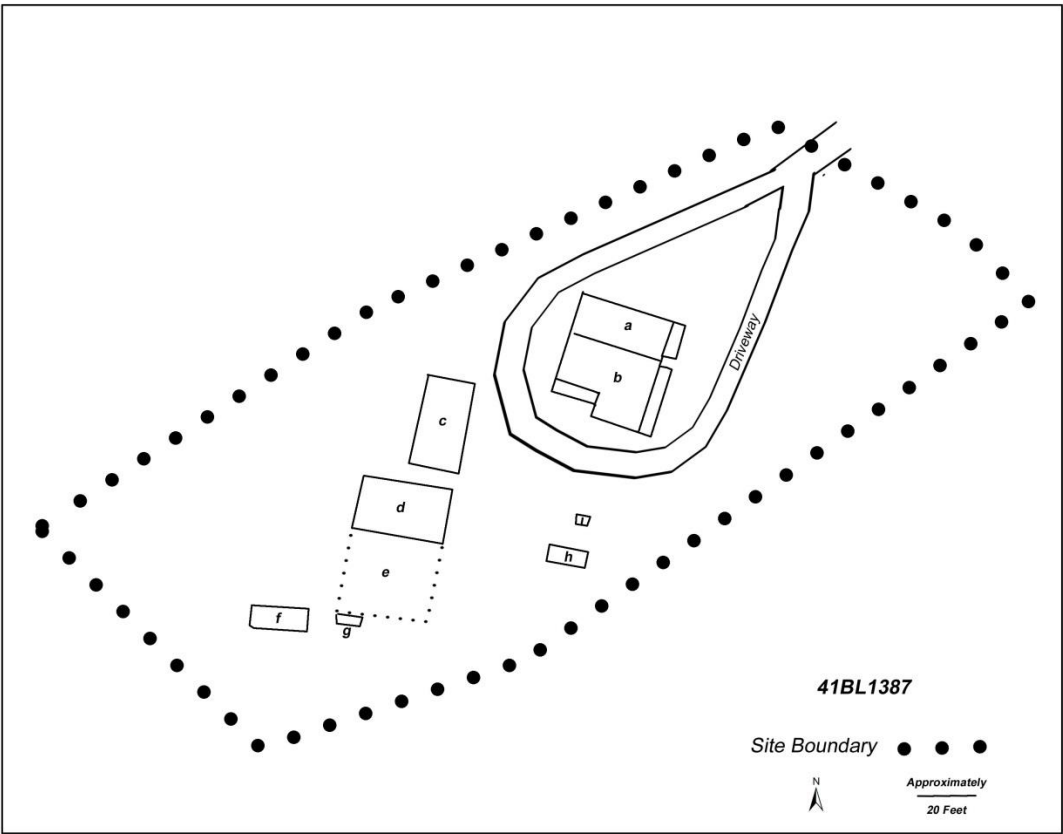 a
Driveway
b
c
d
i
h
e
f
g
41BL1387
Site Boundary
N
Approximately
20 Feet